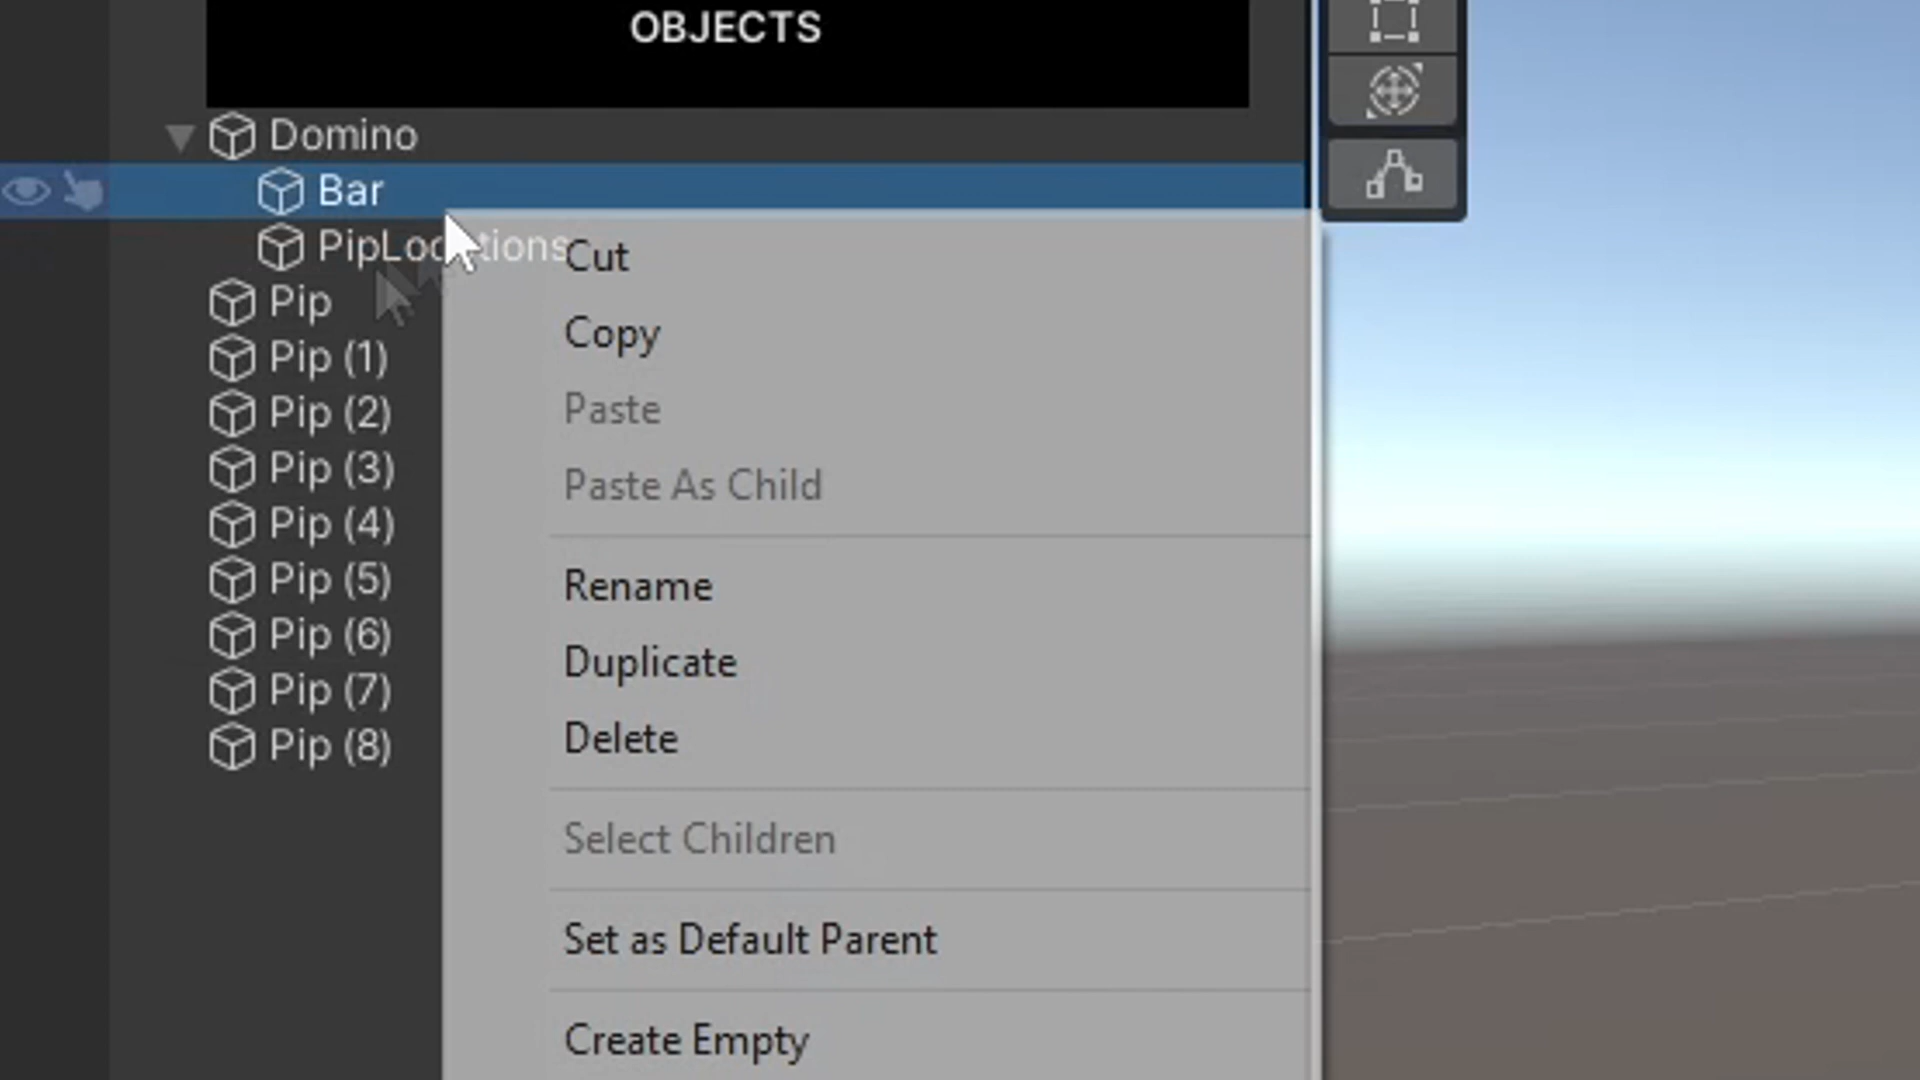 OBJECTS
Domino
Bar
PipLocations
Pip
Pip (1)
Pip (2)
Pip (3)
Pip (4)
Pip (5)
Pip (6)
Pip (7)
Pip (8)
Cut
Copy
Paste
Paste As Child
Rename
Duplicate
Delete
Select Children
Set as Default Parent
Create Empty